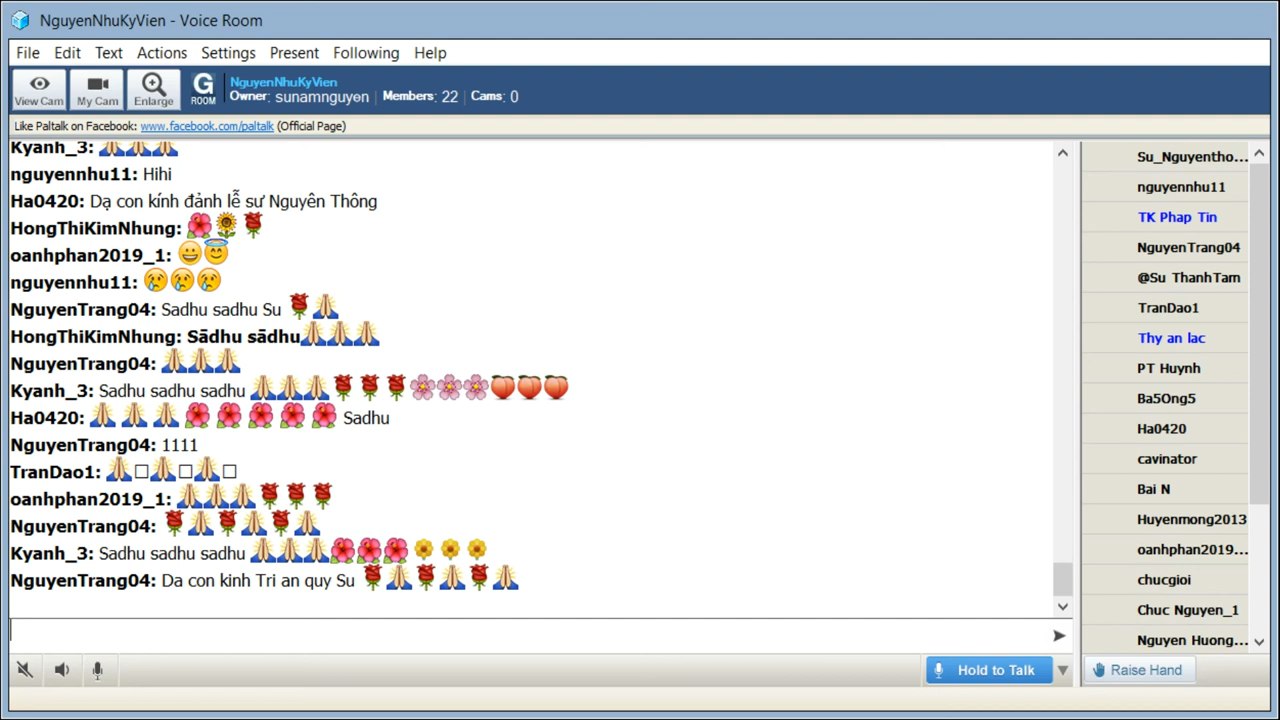 NguyenNhuKyVien - Voice Room
File Edit Text Actions Settings Present Following Help
View Cam
My Cam
Enlarge
G ROOM
NguyenNhuKyVien
Owner: sunamnguyen | Members: 22 | Cams: 0
Like Paltalk on Facebook: www.facebook.com/paltalk (Official Page)
Kyanh_3: 🙏🙏🙏
nguyennhu11: Hihi
Ha0420: Dạ con kính đảnh lễ sư Nguyên Thông
HongThiKimNhung: 🌺🌻🌹
oanhphan2019_1: 😀😇
nguyennhu11: 😢😢😢
NguyenTrang04: Sadhu sadhu Su 🌹🙏
HongThiKimNhung: Sādhu sādhu🙏🙏🙏
NguyenTrang04: 🙏🙏🙏
Kyanh_3: Sadhu sadhu sadhu 🙏🙏🙏🌹🌹🌹🌸🌸🌸🍑🍑🍑
Ha0420: 🙏 🙏 🙏 🌺 🌺 🌺 🌺 🌺 Sadhu
NguyenTrang04: 1111
TranDao1: 🙏□🙏□🙏□
oanhphan2019_1: 🙏🙏🙏🌹🌹🌹
NguyenTrang04: 🌹🙏🌹🙏🌹🙏
Kyanh_3: Sadhu sadhu sadhu 🙏🙏🙏🌺🌺🌺🌼🌼🌼
NguyenTrang04: Da con kinh Tri an quy Su 🌹🙏🌹🙏🌹🙏
Su_Nguyentho...
nguyennhu11
TK Phap Tin
NguyenTrang04
@Su ThanhTam
TranDao1
Thy an lac
PT Huynh
Ba5Ong5
Ha0420
cavinator
Bai N
Huyenmong2013
oanhphan2019...
chucgioi
Chuc Nguyen_1
Nguyen Huong...
Hold to Talk
Raise Hand